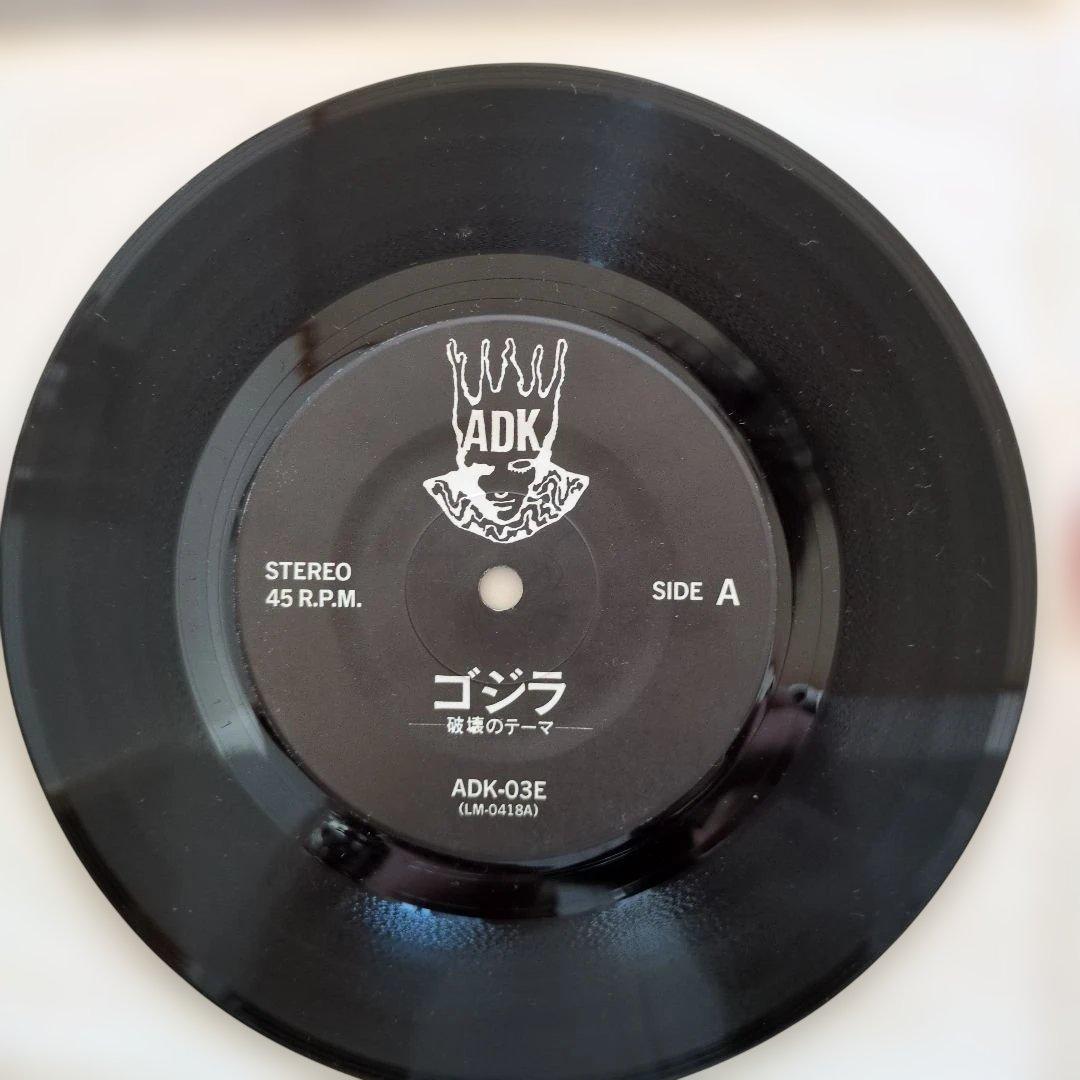 ADK
STEREO
45 R.P.M.
SIDE A
ゴジラ
破壊のテーマ
ADK-03E
(LM-0418A)